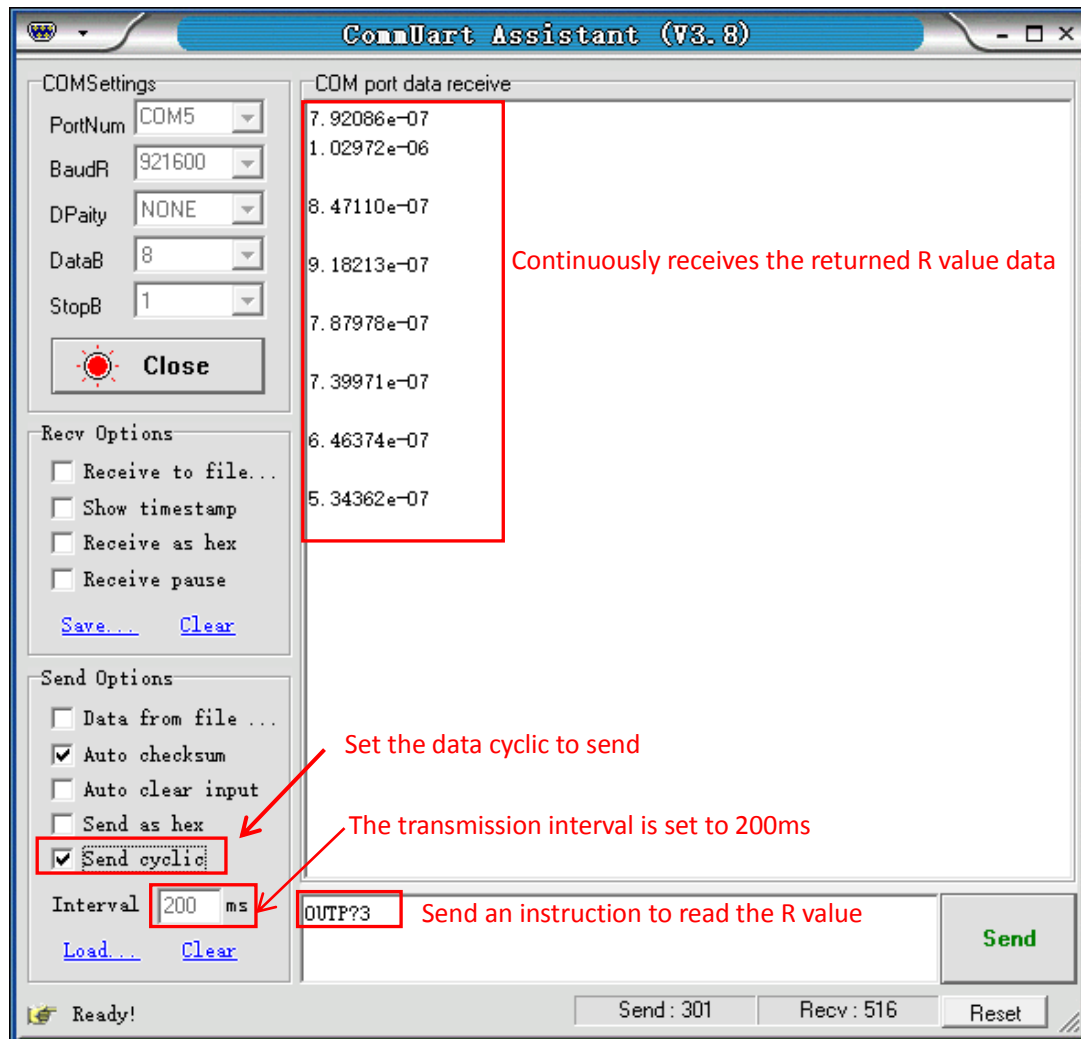 CommUart Assistant (V3.8)
COMSettings
PortNum COM5
BaudR 921600
DPaity NONE
DataB 8
StopB 1
Close
Recv Options
Receive to file...
Show timestamp
Receive as hex
Receive pause
Save... Clear
Send Options
Data from file ...
Auto checksum
Auto clear input
Send as hex
Send cyclic
Interval 200 ms
Load... Clear
COM port data receive
7.92086e-07
1.02972e-06
8.47110e-07
9.18213e-07
7.87978e-07
7.39971e-07
6.46374e-07
5.34362e-07
Continuously receives the returned R value data
Set the data cyclic to send
The transmission interval is set to 200ms
OUTP?3
Send an instruction to read the R value
Send
Ready!
Send : 301
Recv : 516
Reset